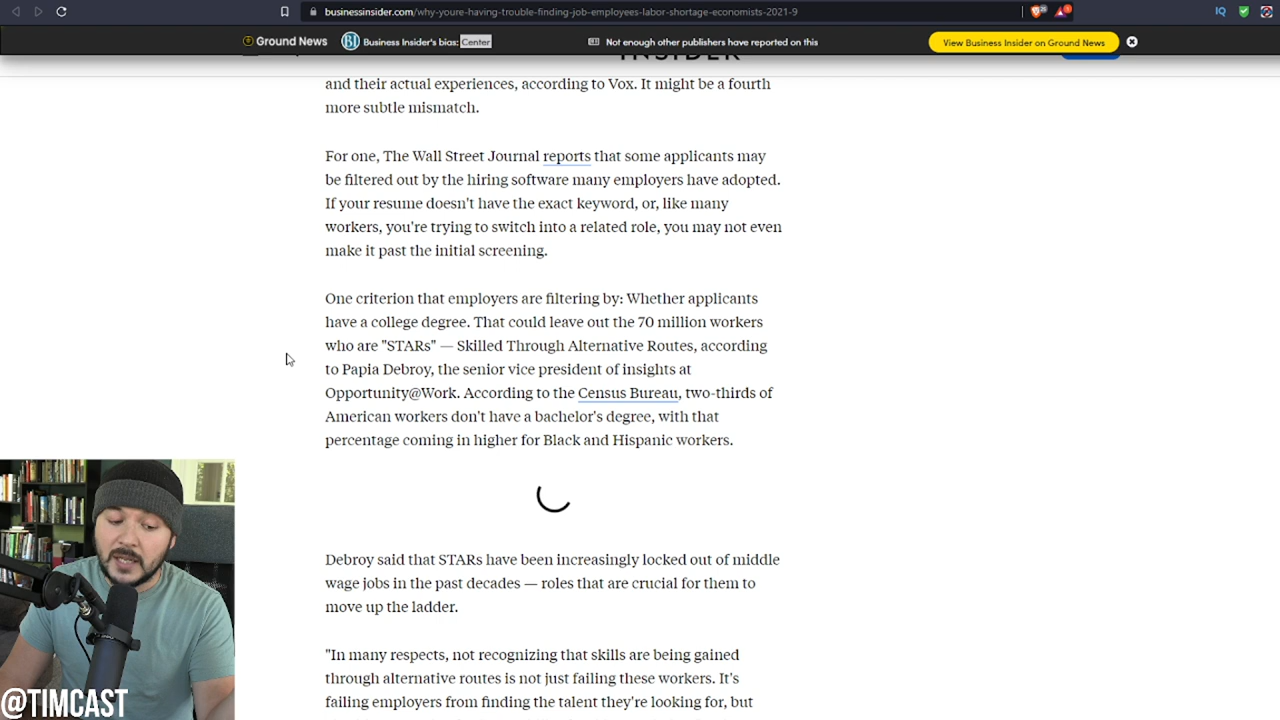 businessinsider.com/why-youre-having-trouble-finding-job-employees-labor-shortage-economists-2021-9
IQ
Ground News BI Business Insider's bias: Center Not enough other publishers have reported on this View Business Insider on Ground News
INSIDER
and their actual experiences, according to Vox. It might be a fourth
more subtle mismatch.
For one, The Wall Street Journal reports that some applicants may
be filtered out by the hiring software many employers have adopted.
If your resume doesn't have the exact keyword, or, like many
workers, you're trying to switch into a related role, you may not even
make it past the initial screening.
One criterion that employers are filtering by: Whether applicants
have a college degree. That could leave out the 70 million workers
who are "STARs" — Skilled Through Alternative Routes, according
to Papia Debroy, the senior vice president of insights at
Opportunity@Work. According to the Census Bureau, two-thirds of
American workers don't have a bachelor's degree, with that
percentage coming in higher for Black and Hispanic workers.
Debroy said that STARs have been increasingly locked out of middle
wage jobs in the past decades — roles that are crucial for them to
move up the ladder.
"In many respects, not recognizing that skills are being gained
through alternative routes is not just failing these workers. It's
failing employers from finding the talent they're looking for, but
@TIMCAST